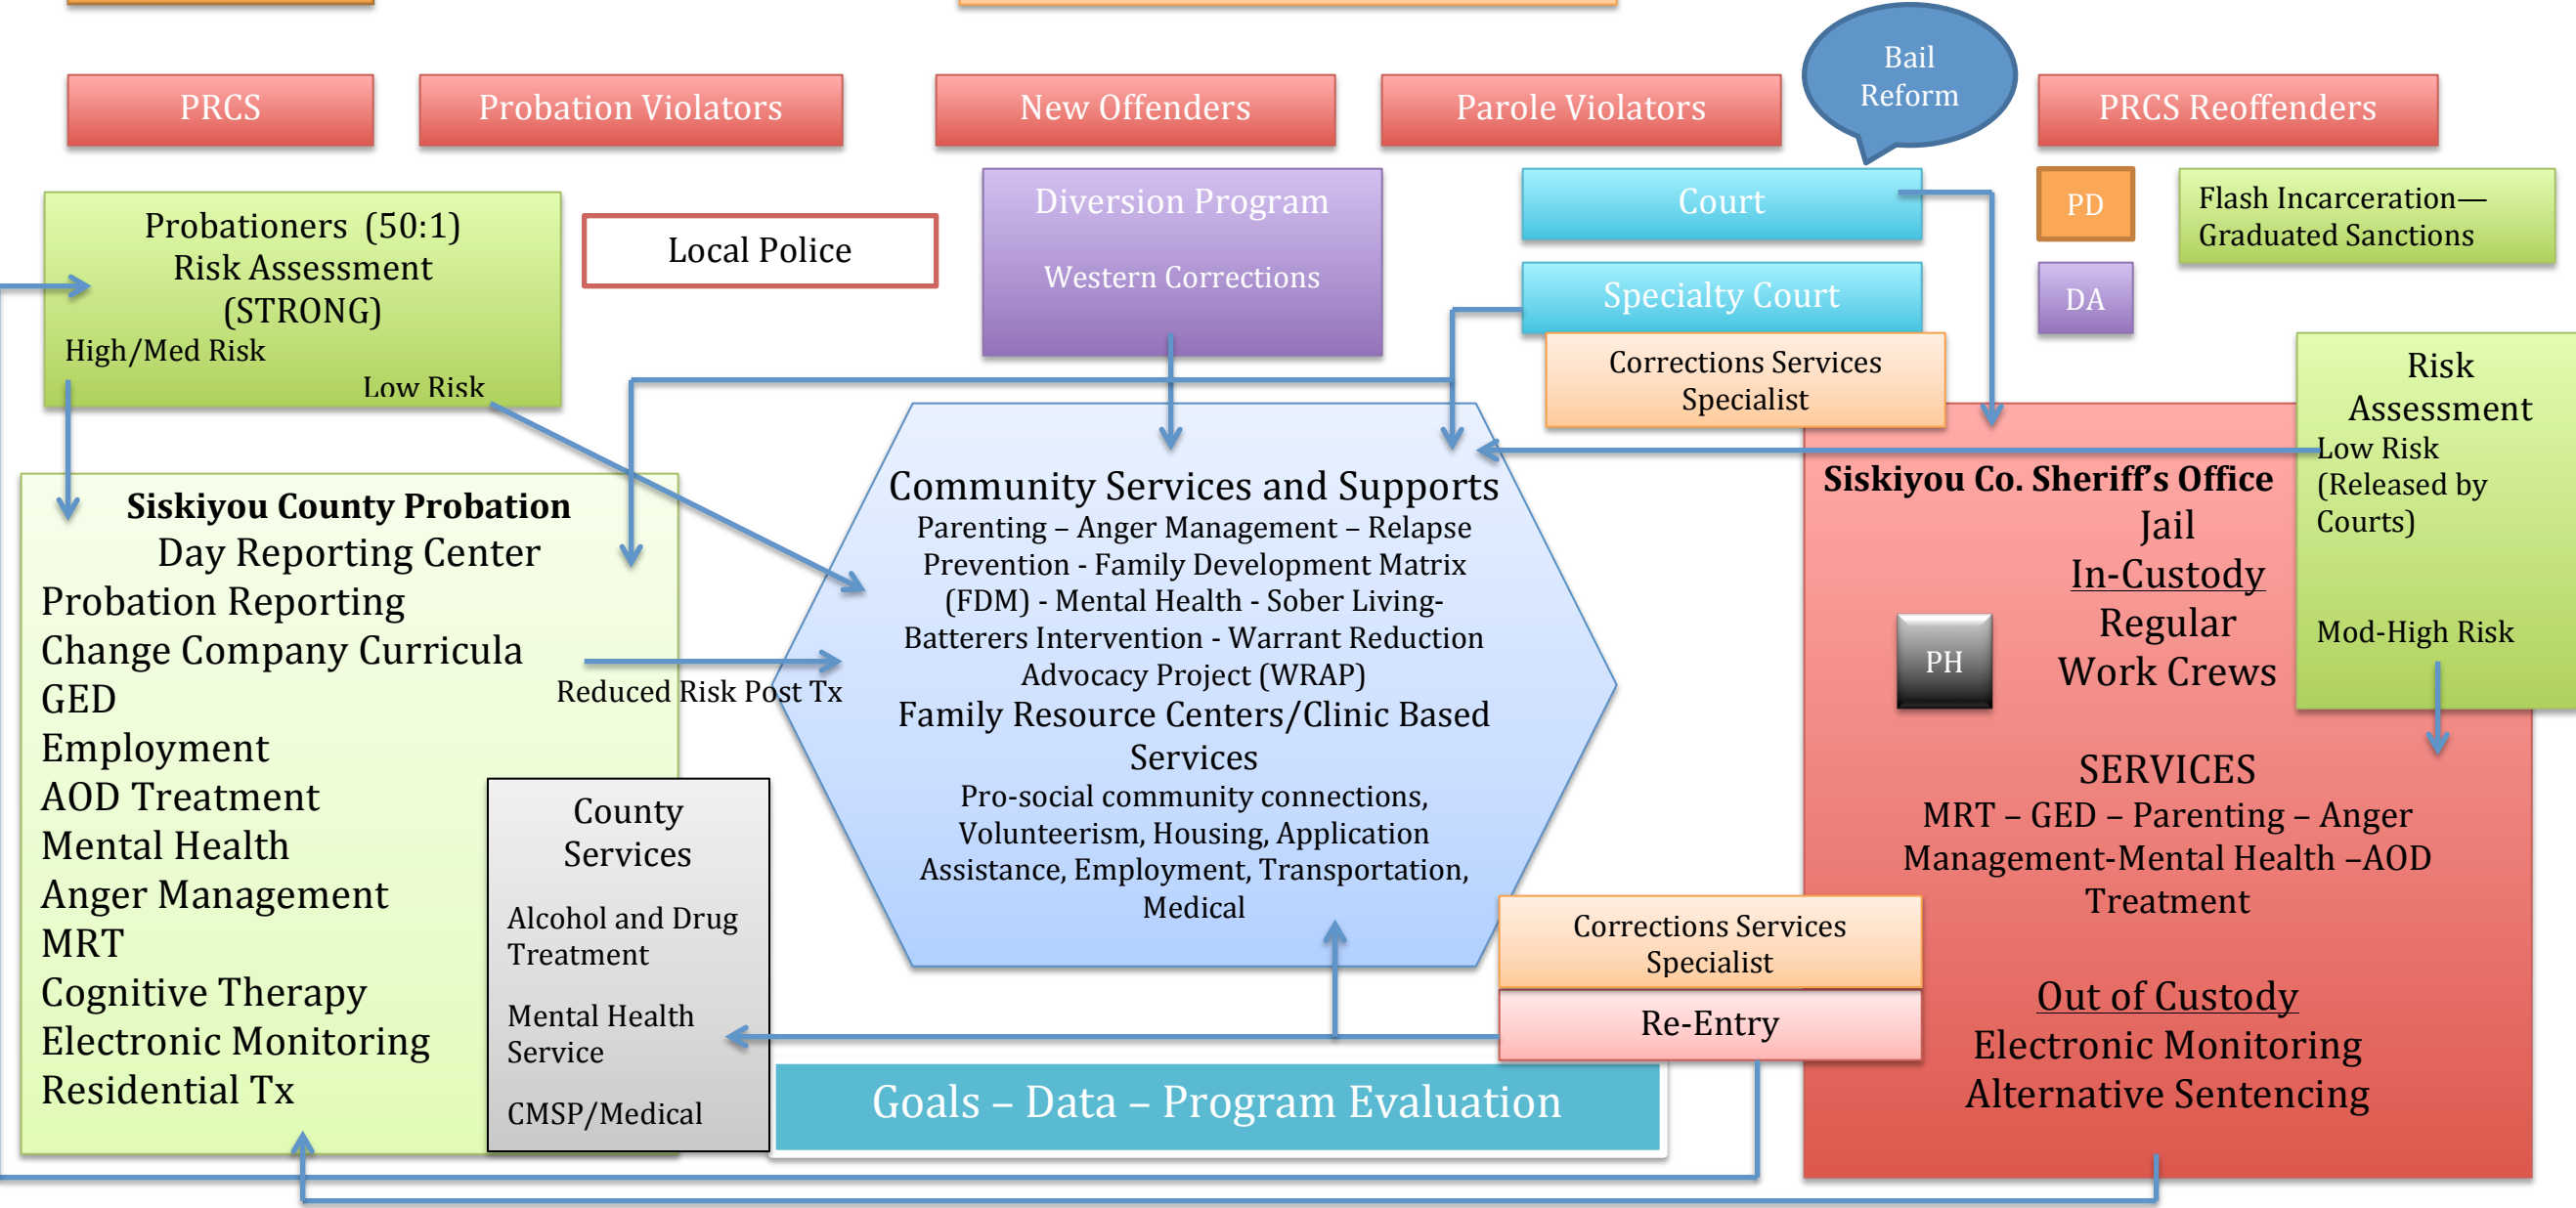 PRCS
Probation Violators
New Offenders
Parole Violators
Bail
Reform
PRCS Reoffenders
Probationers (50:1)
Risk Assessment
(STRONG)
High/Med Risk
Low Risk
Local Police
Diversion Program
Western Corrections
Court
Specialty Court
Corrections Services
Specialist
PD
DA
Flash Incarceration—
Graduated Sanctions
Risk
Assessment
Low Risk
(Released by
Courts)
Mod-High Risk
Siskiyou County Probation
Day Reporting Center
Probation Reporting
Change Company Curricula
GED
Employment
AOD Treatment
Mental Health
Anger Management
MRT
Cognitive Therapy
Electronic Monitoring
Residential Tx
Reduced Risk Post Tx
County
Services
Alcohol and Drug
Treatment
Mental Health
Service
CMSP/Medical
Community Services and Supports
Parenting – Anger Management – Relapse
Prevention - Family Development Matrix
(FDM) - Mental Health - Sober Living-
Batterers Intervention - Warrant Reduction
Advocacy Project (WRAP)
Family Resource Centers/Clinic Based
Services
Pro-social community connections,
Volunteerism, Housing, Application
Assistance, Employment, Transportation,
Medical
Siskiyou Co. Sheriff's Office
Jail
In-Custody
Regular
Work Crews
PH
SERVICES
MRT – GED – Parenting – Anger
Management-Mental Health –AOD
Treatment
Out of Custody
Electronic Monitoring
Alternative Sentencing
Corrections Services
Specialist
Re-Entry
Goals – Data – Program Evaluation